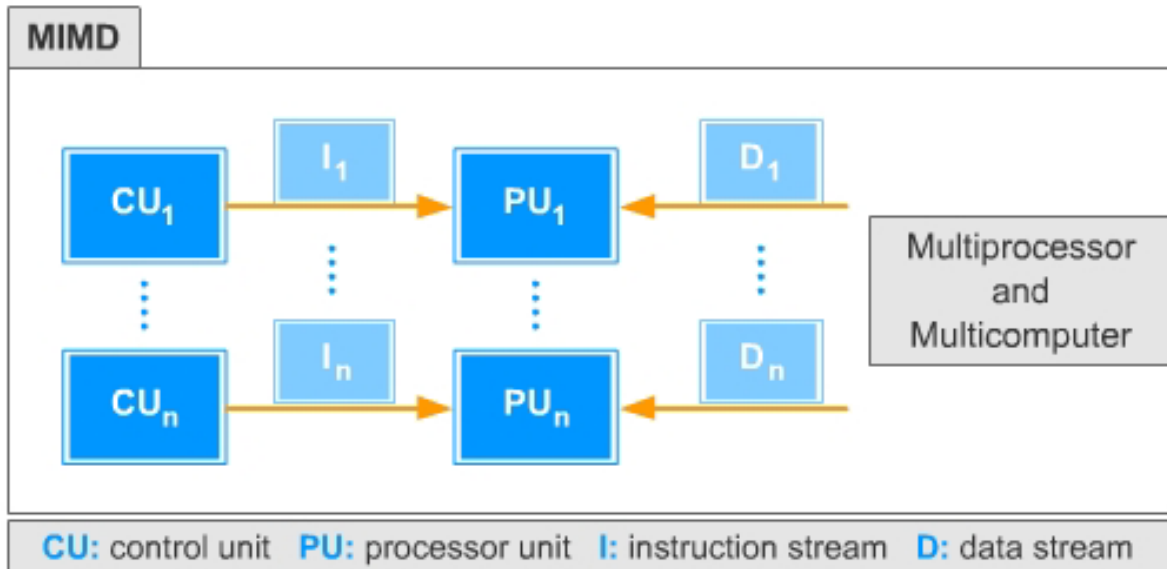 MIMD
I1
D1
CU1
PU1
Multiprocessor
and
Multicomputer
In
Dn
CUn
PUn
CU: control unit PU: processor unit I: instruction stream D: data stream